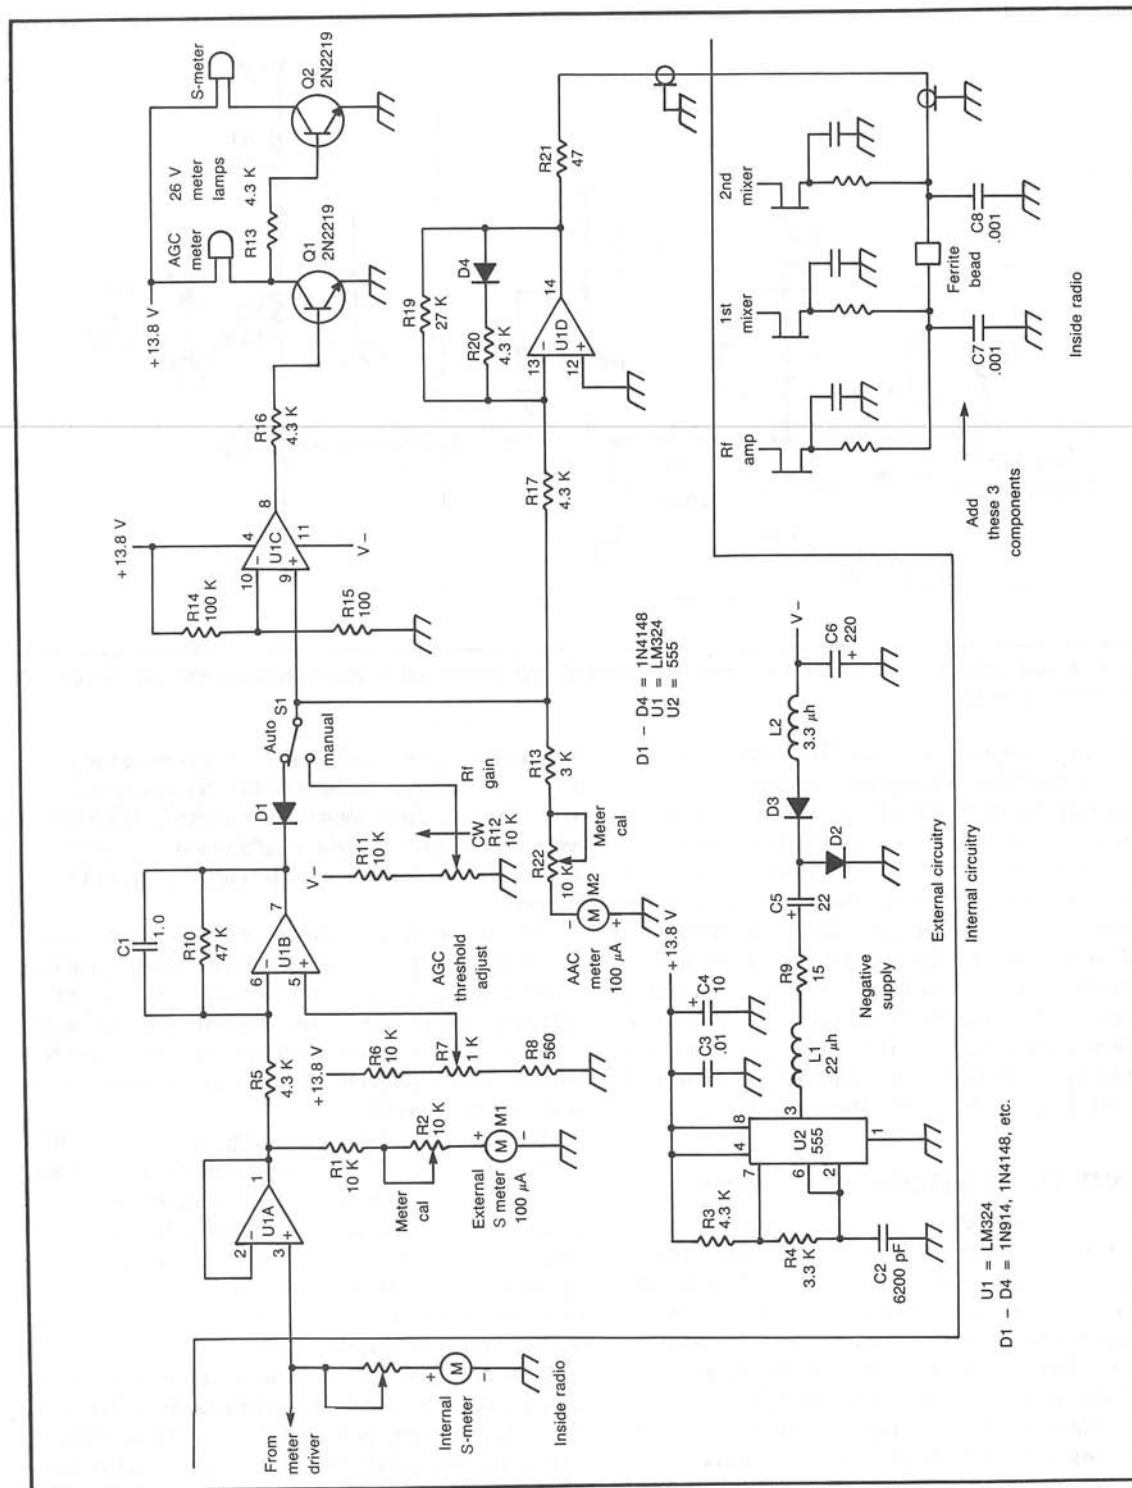 +13.8 V
AGC
meter
26 V
meter
lamps
S-meter
R13
4.3 K
Q1
2N2219
Q2
2N2219
R16
4.3 K
+13.8 V
R14
100 K
R15
100
10
9
4
11
8
U1C
−
+
V−
C1
1.0
R10
47 K
D1
Auto
manual
S1
6
5
7
U1B
−
+
R5
4.3 K
2
3
1
U1A
−
+
From
meter
driver
Internal
S-meter
M
+
−
Inside radio
R1
10 K
Meter
cal
R2
10 K
External
S meter
100 µA
M
M1
+
−
+13.8 V
R6
10 K
R7
1 K
R8
560
AGC
threshold
adjust
V−
R11
10 K
Rf
gain
CW
R12
10 K
R13
3 K
R22
10 K
Meter
cal
M
M2
−
+
AAC
meter
100 µA
R17
4.3 K
R19
27 K
R20
4.3 K
D4
13
12
14
U1D
−
+
R21
47
D1 - D4 = 1N4148
U1 = LM324
U2 = 555
+13.8 V
R3
4.3 K
R4
3.3 K
C2
6200 pF
7
6
2
4
8
3
1
U2
555
C3
.01
C4
10
+
L1
22 µh
R9
15
C5
22
+
D2
D3
L2
3.3 µh
V−
C6
220
+
Negative
supply
External circuitry
Internal circuitry
U1 = LM324
D1 - D4 = 1N914, 1N4148, etc.
Rf
amp
1st
mixer
2nd
mixer
Add
these 3
components
C7
.001
Ferrite
bead
C8
.001
Inside radio